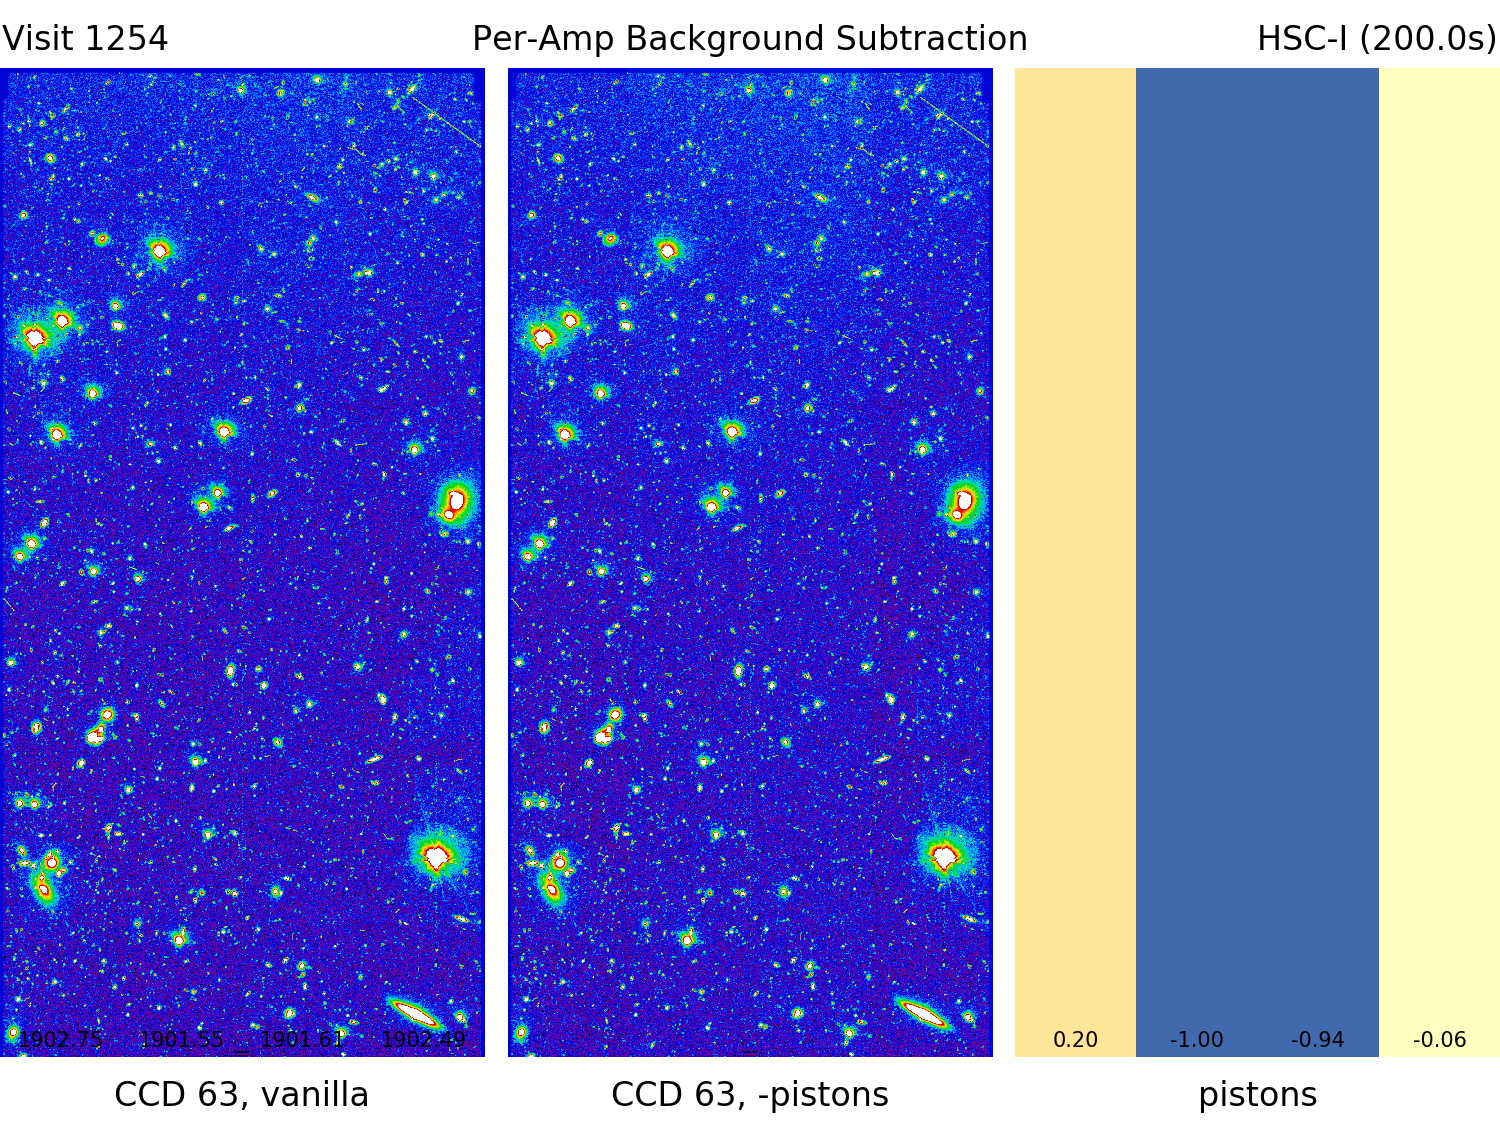 Visit 1254 Per-Amp Background Subtraction HSC-I (200.0s)
1902.75 1901.55 1901.61 1902.49 0.20 -1.00 -0.94 -0.06
CCD 63, vanilla CCD 63, -pistons pistons